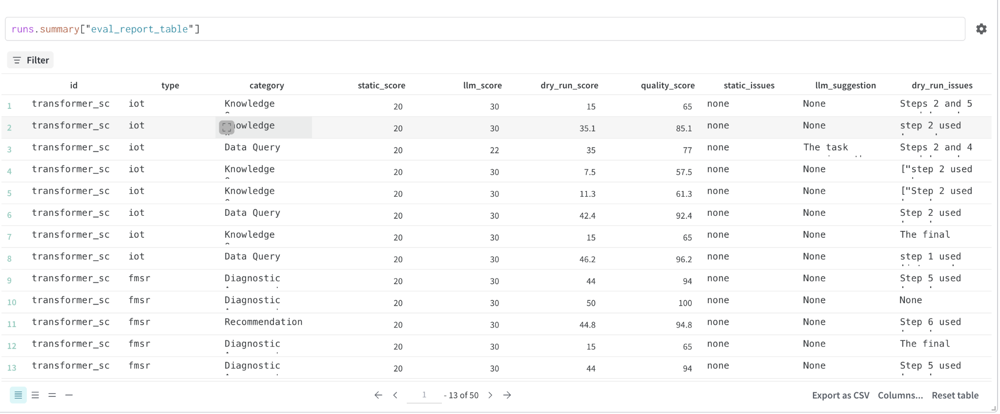 runs.summary["eval_report_table"]
Filter
id type category static_score llm_score dry_run_score quality_score static_issues llm_suggestion dry_run_issues
1 transformer_sc iot Knowledge 20 30 15 65 none None Steps 2 and 5
2 transformer_sc iot nowledge 20 30 35.1 85.1 none None step 2 used
3 transformer_sc iot Data Query 20 22 35 77 none The task Steps 2 and 4
4 transformer_sc iot Knowledge 20 30 7.5 57.5 none None ["step 2 used
5 transformer_sc iot Knowledge 20 30 11.3 61.3 none None ["Step 2 used
6 transformer_sc iot Data Query 20 30 42.4 92.4 none None Step 2 used
7 transformer_sc iot Knowledge 20 30 15 65 none None The final
8 transformer_sc iot Data Query 20 30 46.2 96.2 none None step 1 used
9 transformer_sc fmsr Diagnostic 20 30 44 94 none None Step 5 used
10 transformer_sc fmsr Diagnostic 20 30 50 100 none None None
11 transformer_sc fmsr Recommendation 20 30 44.8 94.8 none None Step 6 used
12 transformer_sc fmsr Diagnostic 20 30 15 65 none None The final
13 transformer_sc fmsr Diagnostic 20 30 44 94 none None Step 5 used
1 - 13 of 50 Export as CSV Columns... Reset table